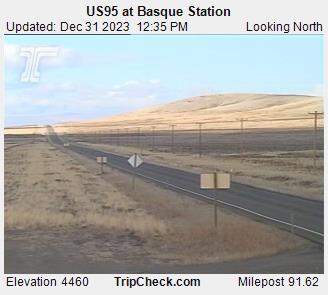 US95 at Basque Station
Updated: Dec 31 2023 12:35 PM Looking North
Elevation 4460 TripCheck.com Milepost 91.62